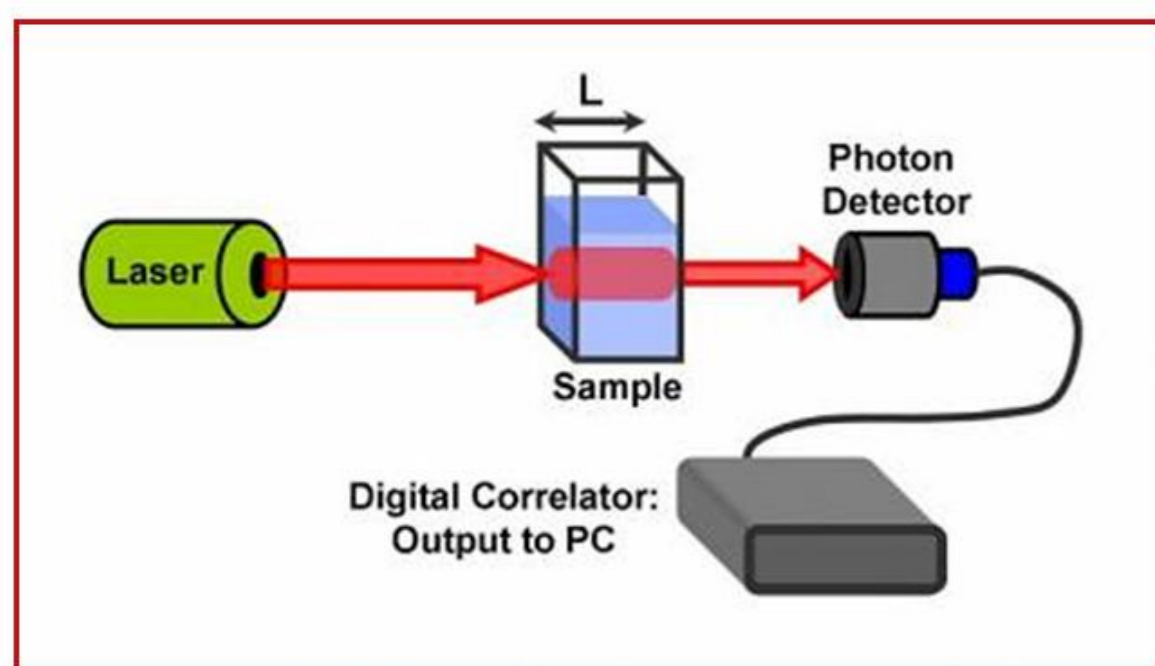 L
Photon
Detector
Laser
Sample
Digital Correlator:
Output to PC